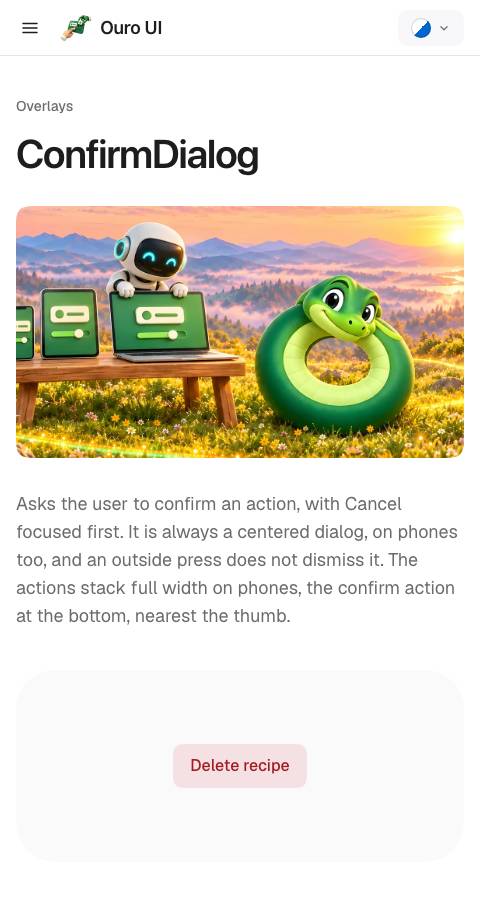 Ouro UI
Overlays
ConfirmDialog
Asks the user to confirm an action, with Cancel
focused first. It is always a centered dialog, on phones
too, and an outside press does not dismiss it. The
actions stack full width on phones, the confirm action
at the bottom, nearest the thumb.
Delete recipe